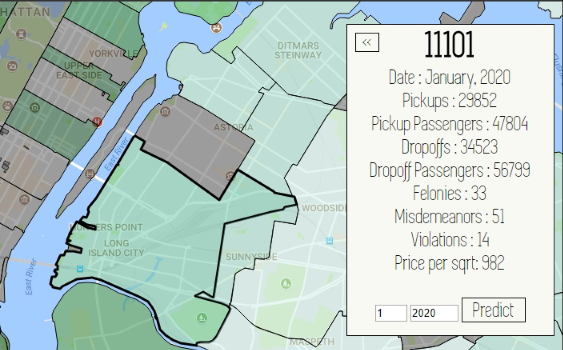 HATTAN
YORKVILLE
UPPER
EAST SIDE
DITMARS
STEINWAY
ASTORIA
East River
HUNTERS POINT
LONG
ISLAND CITY
SUNNYSIDE
WOODSID
East River
MASPETH
<<
11101
Date : January, 2020
Pickups : 29852
Pickup Passengers : 47804
Dropoffs : 34523
Dropoff Passengers : 56799
Felonies : 33
Misdemeanors : 51
Violations : 14
Price per sqrt: 982
1
2020
Predict